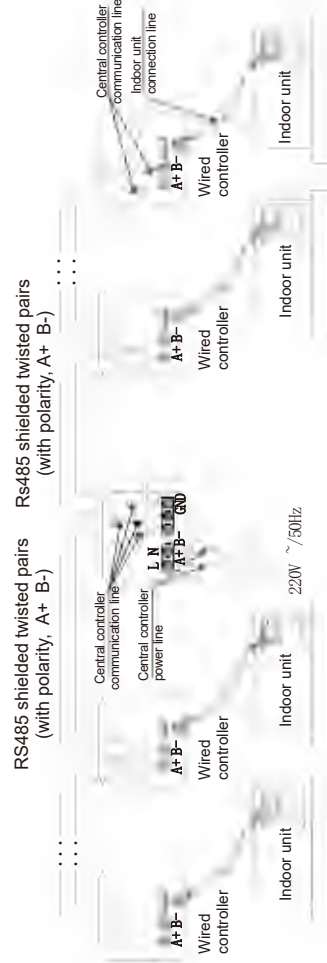 RS485 shielded twisted pairs
(with polarity, A+ B-)
Rs485 shielded twisted pairs
(with polarity, A+ B-)
Central controller
communication line
Central controller
power line
Central controller
communication line
Indoor unit
connection line
A+ B-
Wired
controller
Indoor unit
A+ B-
Wired
controller
Indoor unit
L N
A+ B- GND
220V ~/50Hz
A+ B-
Wired
controller
Indoor unit
A+ B-
Wired
controller
Indoor unit